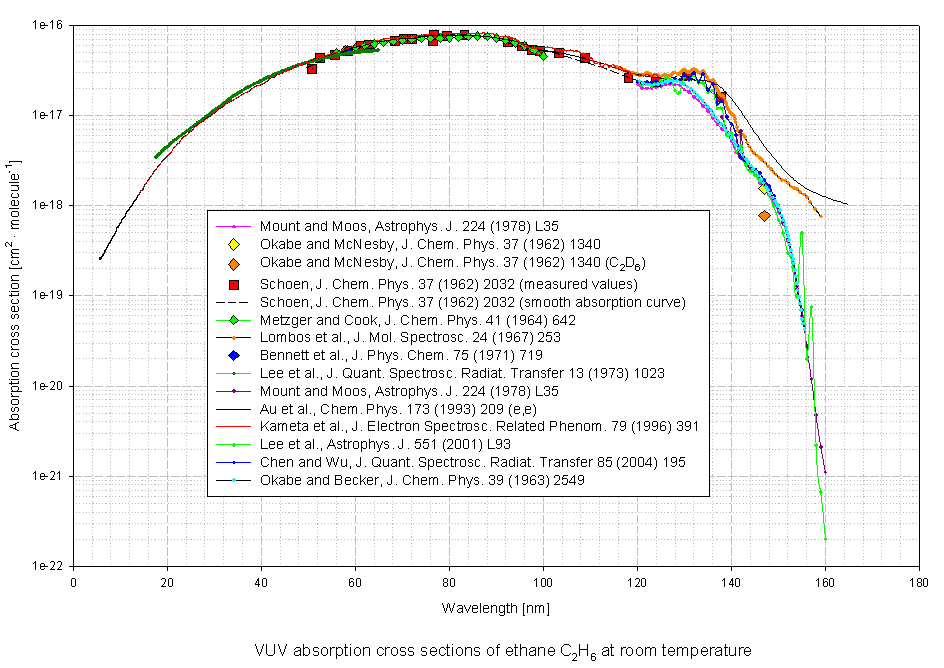 1e-16
1e-17
1e-18
1e-19
1e-20
1e-21
1e-22
Absorption cross section [cm² · molecule⁻¹]
Mount and Moos, Astrophys. J. 224 (1978) L35
Okabe and McNesby, J. Chem. Phys. 37 (1962) 1340
Okabe and McNesby, J. Chem. Phys. 37 (1962) 1340 (C₂D₆)
Schoen, J. Chem. Phys. 37 (1962) 2032 (measured values)
Schoen, J. Chem. Phys. 37 (1962) 2032 (smooth absorption curve)
Metzger and Cook, J. Chem. Phys. 41 (1964) 642
Lombos et al., J. Mol. Spectrosc. 24 (1967) 253
Bennett et al., J. Phys. Chem. 75 (1971) 719
Lee et al., J. Quant. Spectrosc. Radiat. Transfer 13 (1973) 1023
Mount and Moos, Astrophys. J. 224 (1978) L35
Au et al., Chem. Phys. 173 (1993) 209 (e,e)
Kameta et al., J. Electron Spectrosc. Related Phenom. 79 (1996) 391
Lee et al., Astrophys. J. 551 (2001) L93
Chen and Wu, J. Quant. Spectrosc. Radiat. Transfer 85 (2004) 195
Okabe and Becker, J. Chem. Phys. 39 (1963) 2549
0 20 40 60 80 100 120 140 160 180
Wavelength [nm]
VUV absorption cross sections of ethane C₂H₆ at room temperature